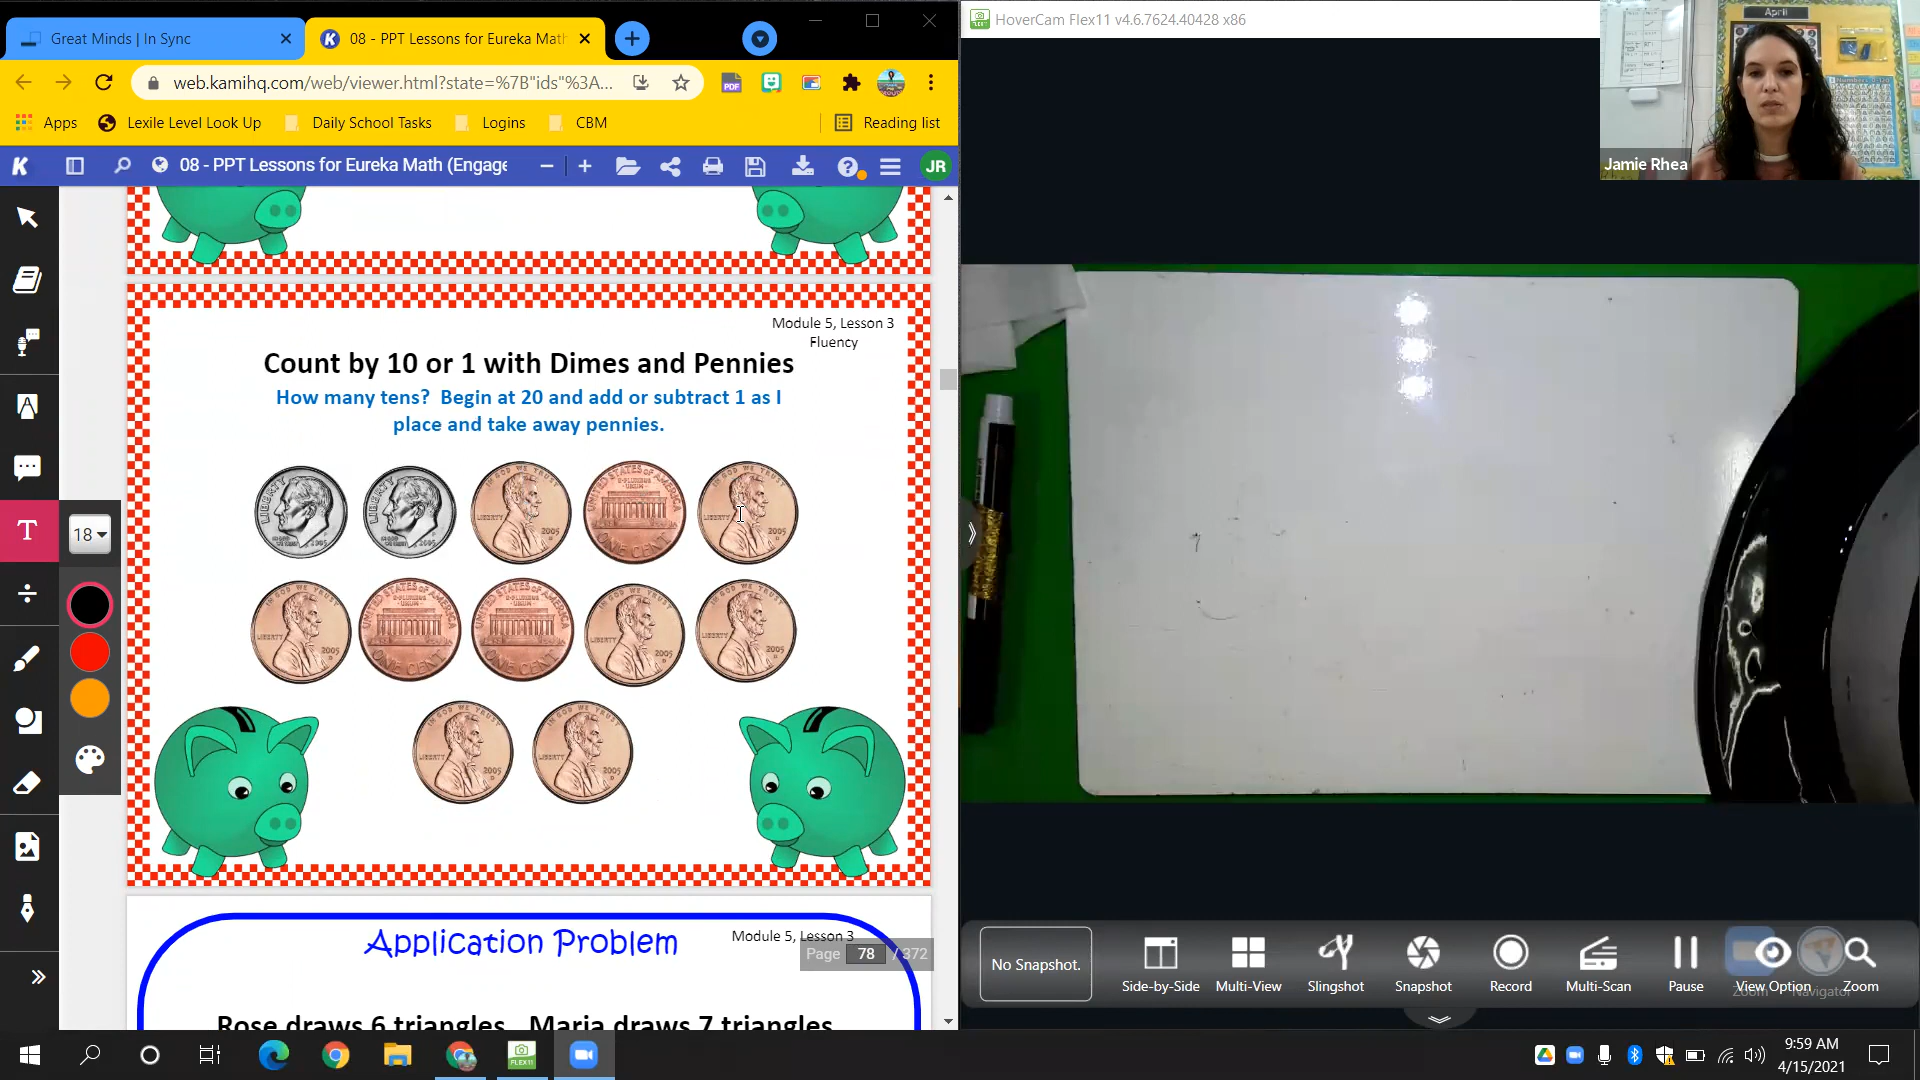 Great Minds | In Sync
08 - PPT Lessons for Eureka Math
HoverCam Flex11 v4.6.7624.40428 x86
web.kamihq.com/web/viewer.html?state=%7B"ids"%3A...
Apps
Lexile Level Look Up
Daily School Tasks
Logins
CBM
Reading list
08 - PPT Lessons for Eureka Math (Engage
JR
April
Jamie Rhea
Module 5, Lesson 3
Fluency
Count by 10 or 1 with Dimes and Pennies
How many tens? Begin at 20 and add or subtract 1 as I
place and take away pennies.
18
Application Problem
Module 5, Lesson 3
Page 78 / 372
Rose draws 6 triangles. Maria draws 7 triangles
No Snapshot.
Side-by-Side
Multi-View
Slingshot
Snapshot
Record
Multi-Scan
Pause
View Option
Zoom
9:59 AM
4/15/2021